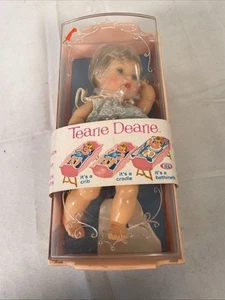 Teane Deane
it's a crib
it's a cradle
it's a bathinette